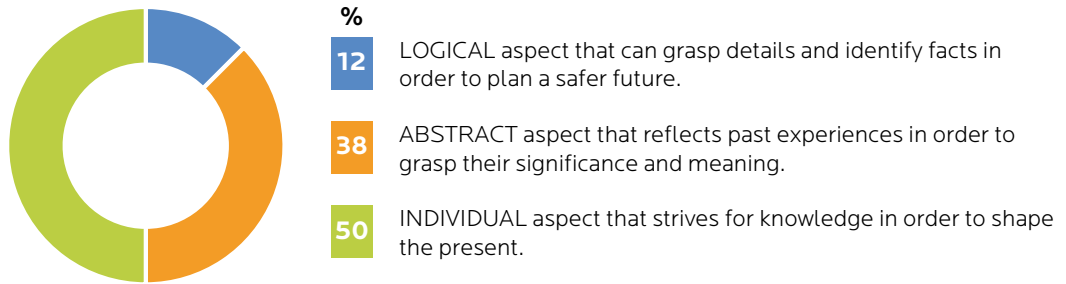 %
12
LOGICAL aspect that can grasp details and identify facts in
order to plan a safer future.
38
ABSTRACT aspect that reflects past experiences in order to
grasp their significance and meaning.
50
INDIVIDUAL aspect that strives for knowledge in order to shape
the present.